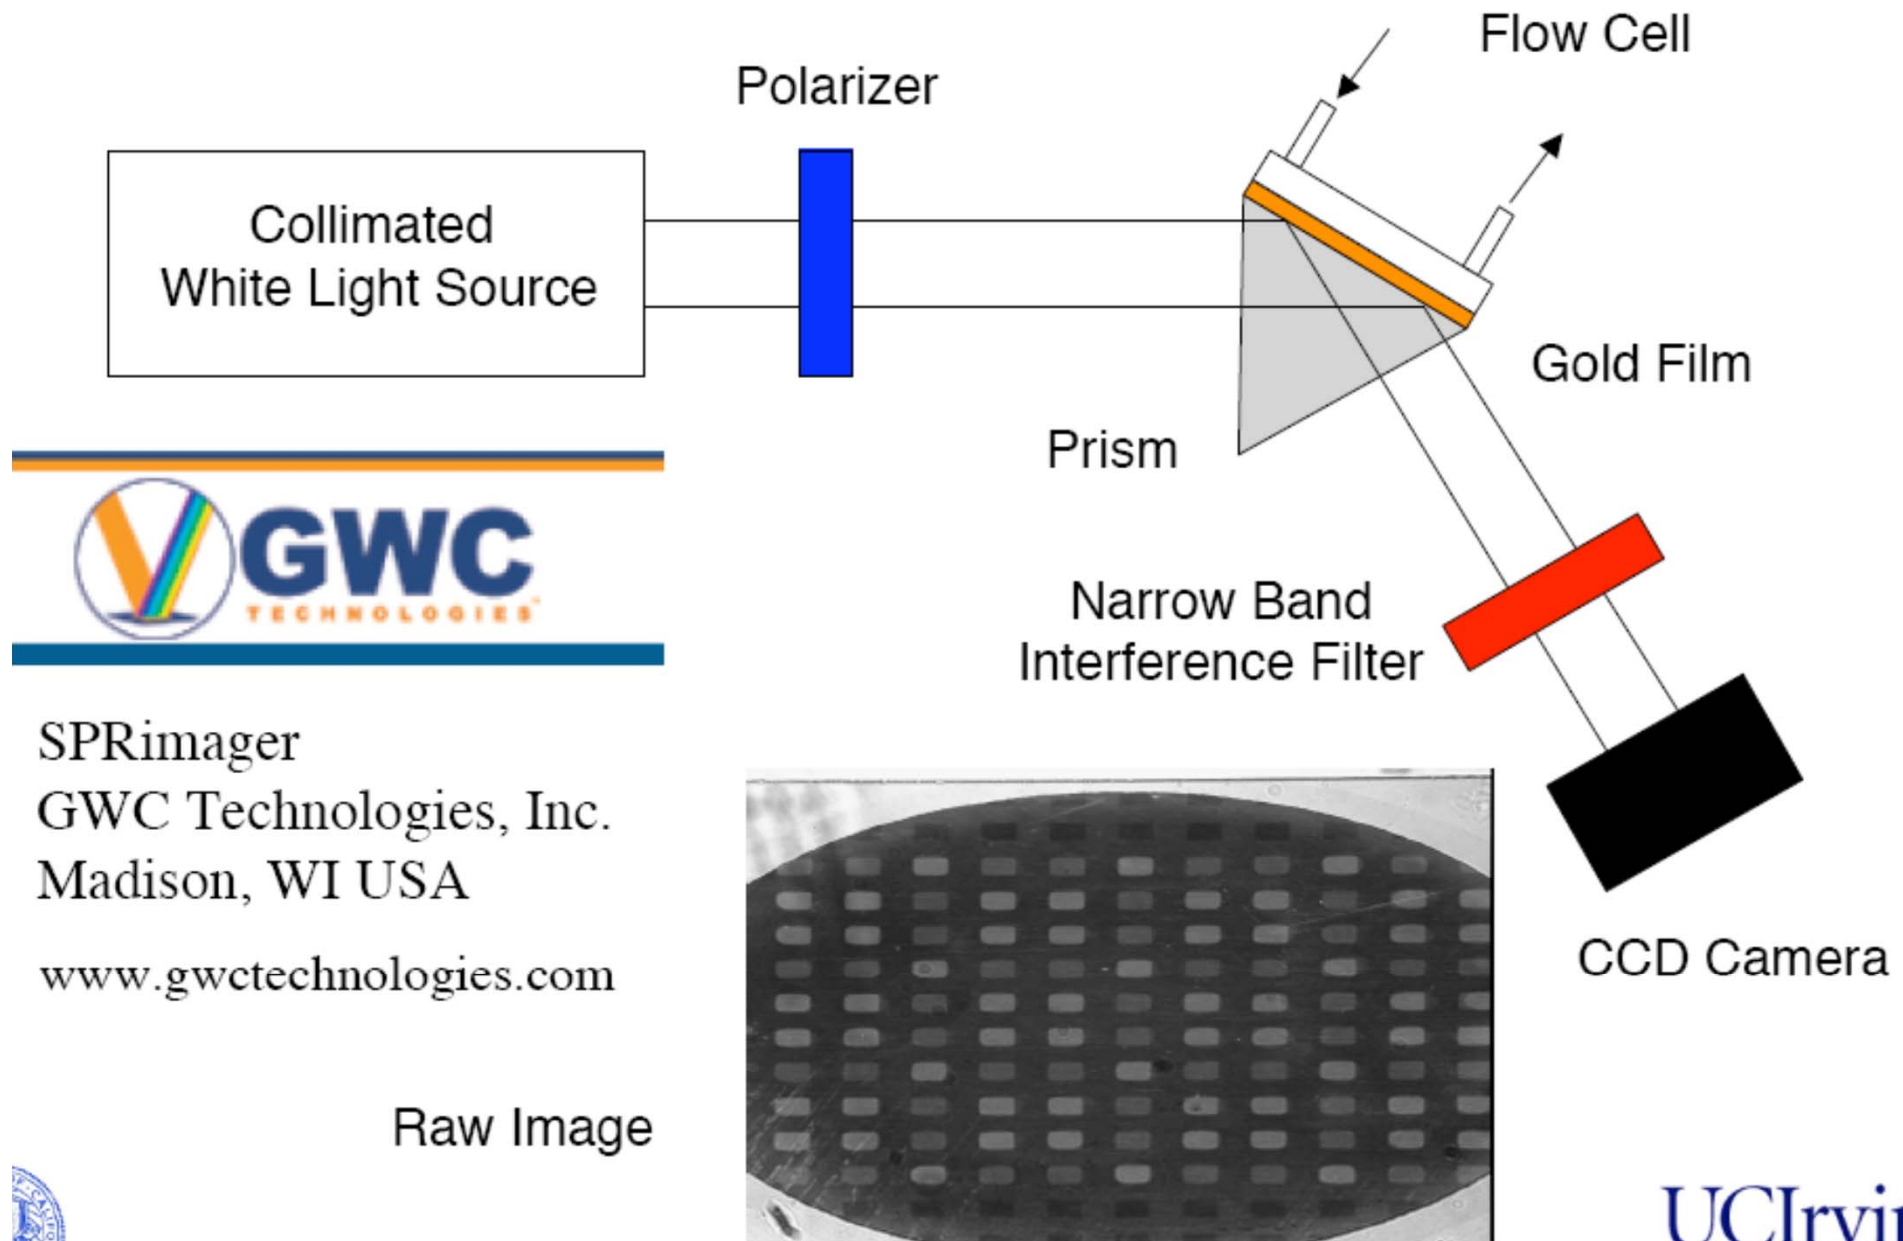 Flow Cell
Polarizer
Collimated
White Light Source
Gold Film
Prism
GWC
TECHNOLOGIES
Narrow Band
Interference Filter
SPRimager
GWC Technologies, Inc.
Madison, WI USA
www.gwctechnologies.com
CCD Camera
Raw Image
UCIrvin